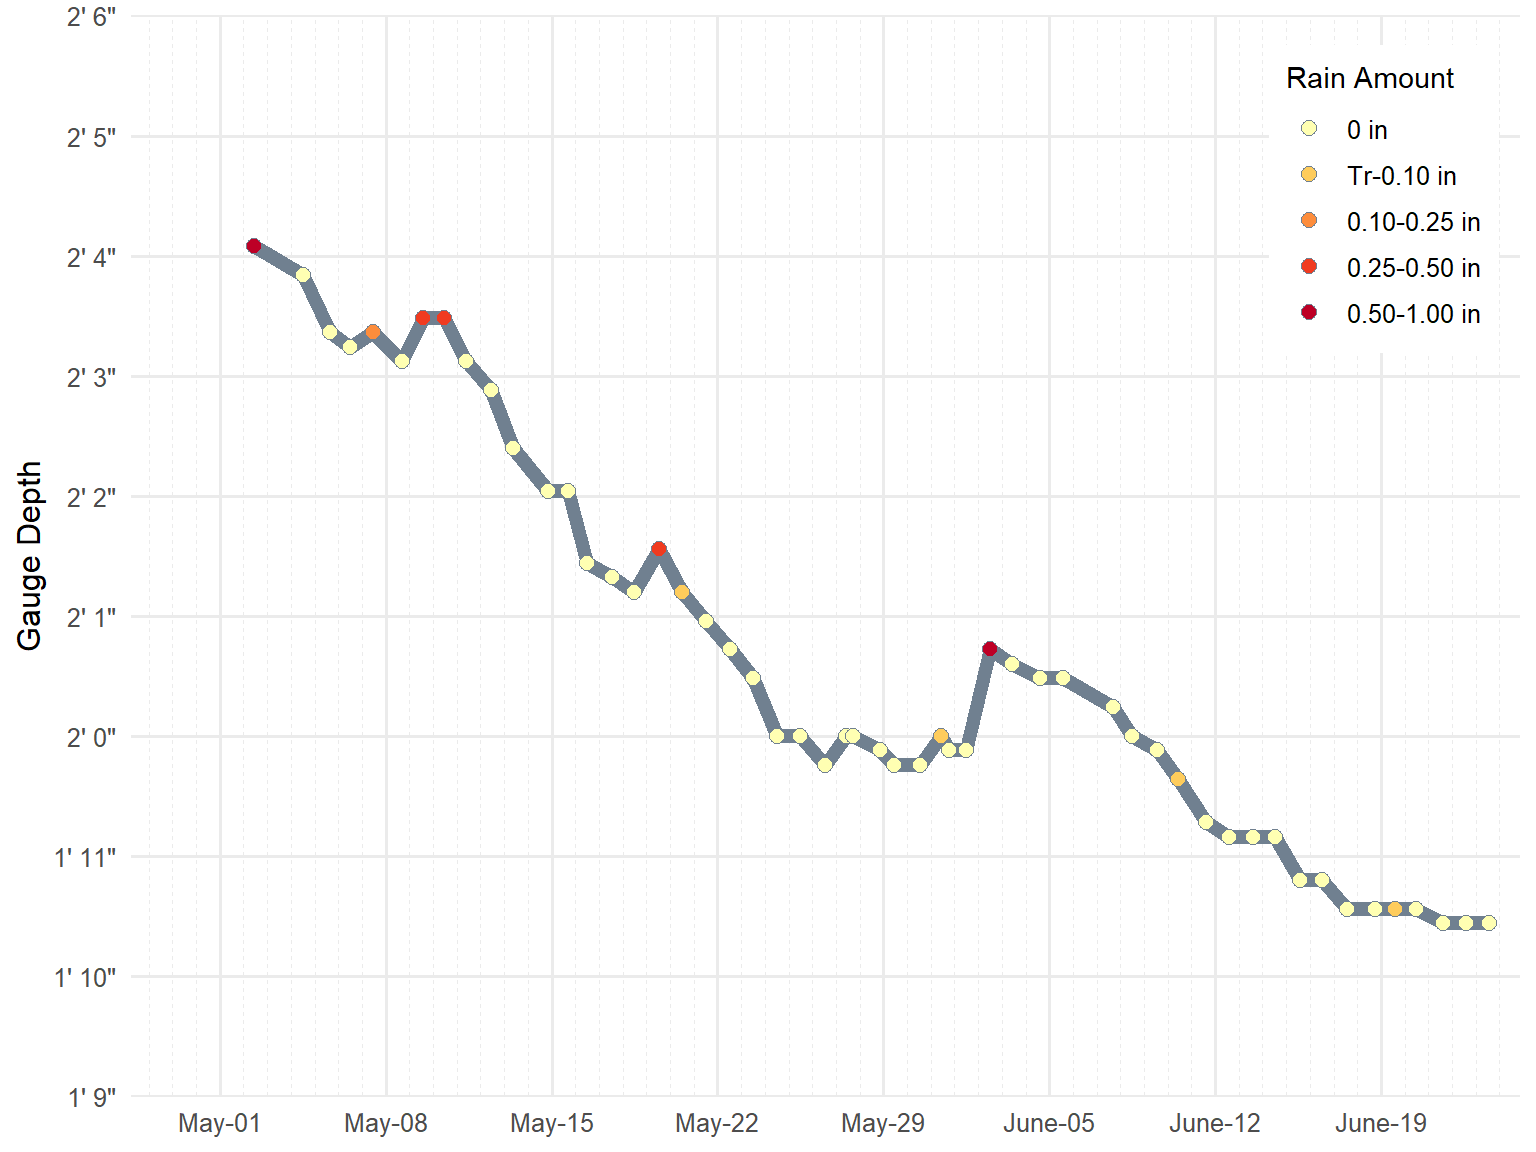 2' 6"
2' 5"
2' 4"
2' 3"
2' 2"
2' 1"
2' 0"
1' 11"
1' 10"
1' 9"
Gauge Depth
Rain Amount
0 in
Tr-0.10 in
0.10-0.25 in
0.25-0.50 in
0.50-1.00 in
May-01 May-08 May-15 May-22 May-29 June-05 June-12 June-19